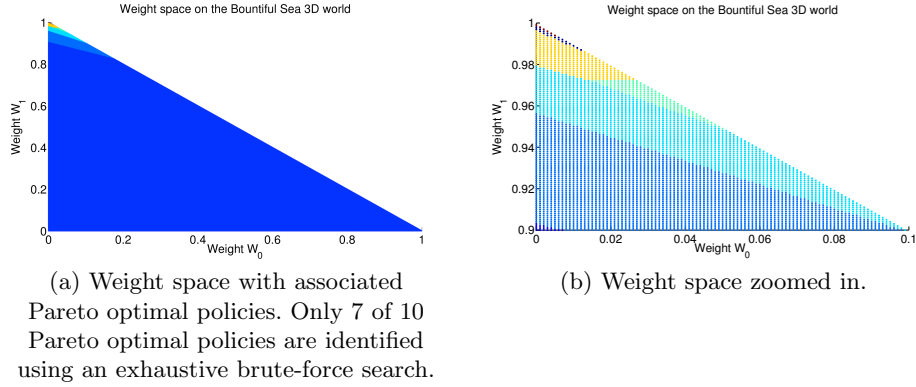 Weight space on the Bountiful Sea 3D world
1
0.8
0.6
0.4
0.2
0
Weight W1
0 0.2 0.4 0.6 0.8 1
Weight W0
(a) Weight space with associated
Pareto optimal policies. Only 7 of 10
Pareto optimal policies are identified
using an exhaustive brute-force search.
Weight space on the Bountiful Sea 3D world
1
0.98
0.96
0.94
0.92
0.9
Weight W1
0 0.02 0.04 0.06 0.08 0.1
Weight W0
(b) Weight space zoomed in.